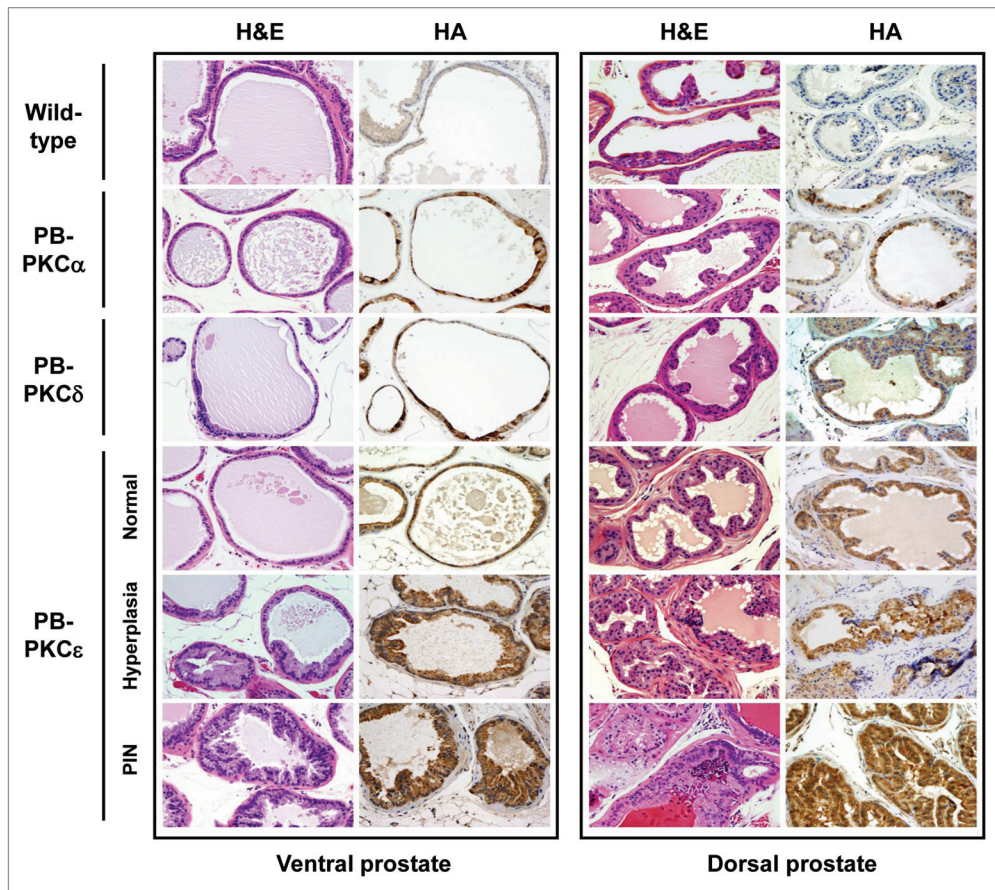 H&E HA H&E HA
Wild-
type
PB-
PKCα
PB-
PKCδ
PB-
PKCε
Normal
Hyperplasia
PIN
Ventral prostate Dorsal prostate